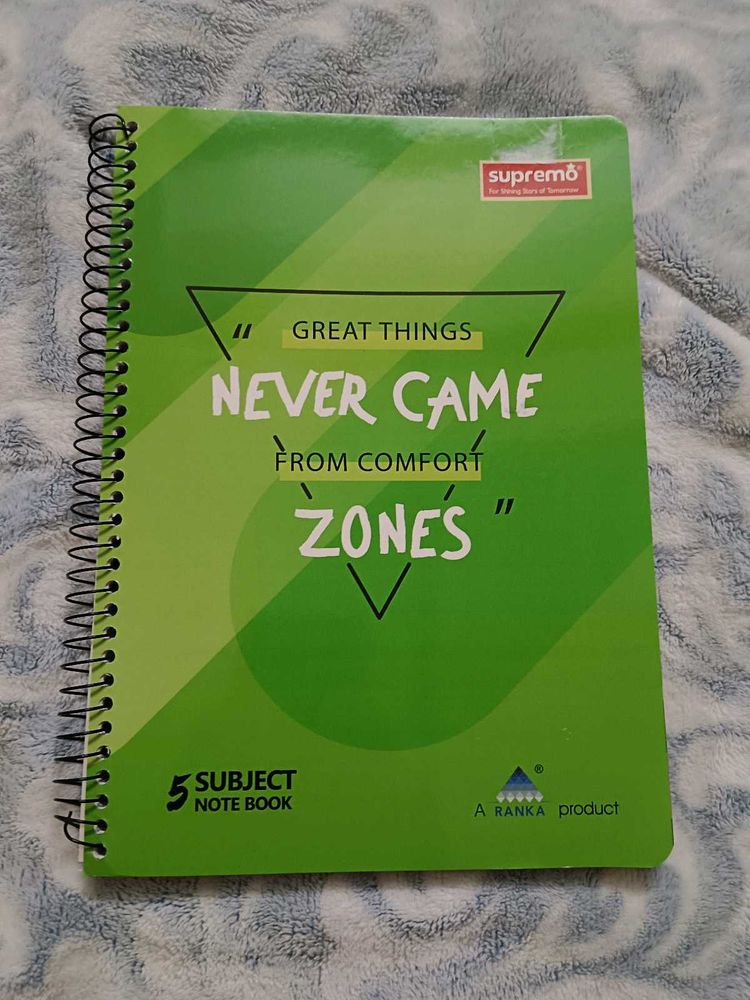 supremo®
For Shining Stars of Tomorrow
" GREAT THINGS
NEVER CAME
FROM COMFORT
ZONES "
5 SUBJECT
NOTE BOOK
®
A RANKA product